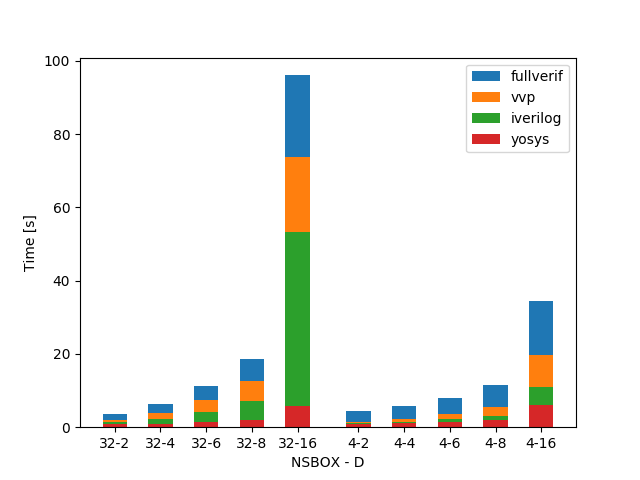 100
80
60
40
20
0
Time [s]
fullverif
vvp
iverilog
yosys
32-2 32-4 32-6 32-8 32-16 4-2 4-4 4-6 4-8 4-16
NSBOX - D